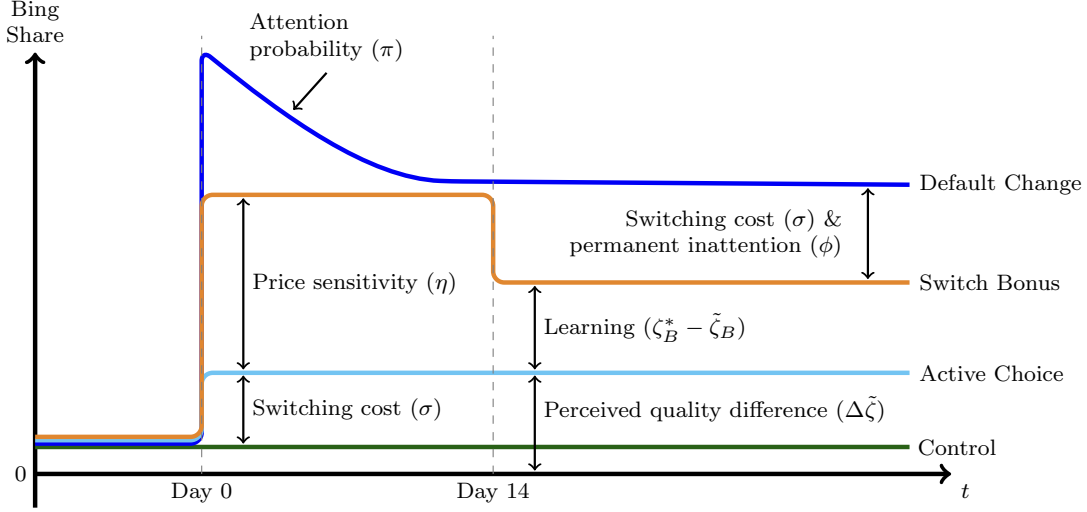 Bing
Share
Attention
probability (π)
Default Change
Switching cost (σ) &
permanent inattention (ϕ)
Price sensitivity (η)
Switch Bonus
Learning (ζ*_B − ζ̃_B)
Active Choice
Switching cost (σ)
Perceived quality difference (Δζ̃)
Control
0
Day 0
Day 14
t